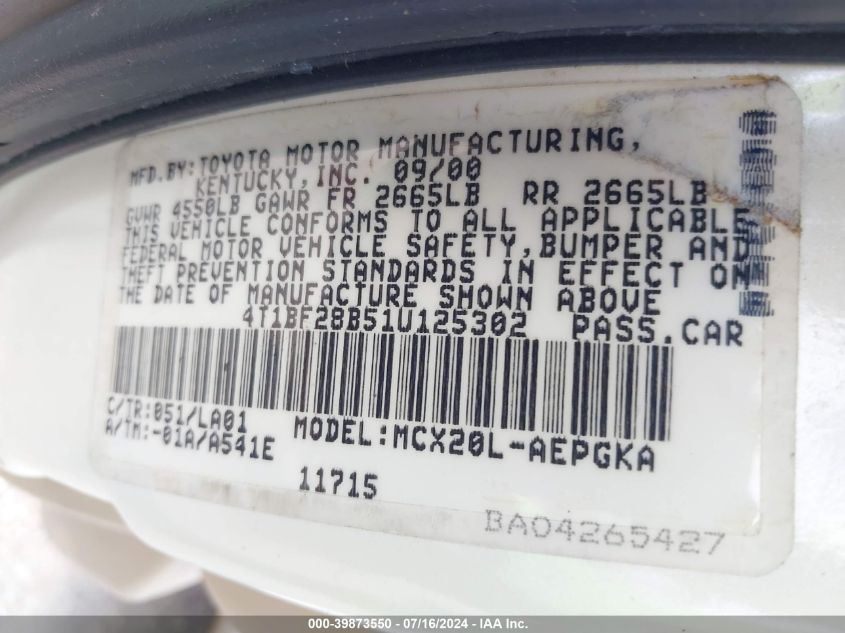 MFD.BY:TOYOTA MOTOR MANUFACTURING,
KENTUCKY,INC. 09/00
GVWR 4550LB GAWR FR 2665LB RR 2665LB
THIS VEHICLE CONFORMS TO ALL APPLICABLE
FEDERAL MOTOR VEHICLE SAFETY,BUMPER AND
THEFT PREVENTION STANDARDS IN EFFECT ON
THE DATE OF MANUFACTURE SHOWN ABOVE
4T1BF28B51U125302 PASS.CAR
C/TR:051/LA01
A/TM:-01A/A541E
MODEL:MCX20L-AEPGKA
11715
BA04265427
000-39873550 - 07/16/2024 - IAA Inc.